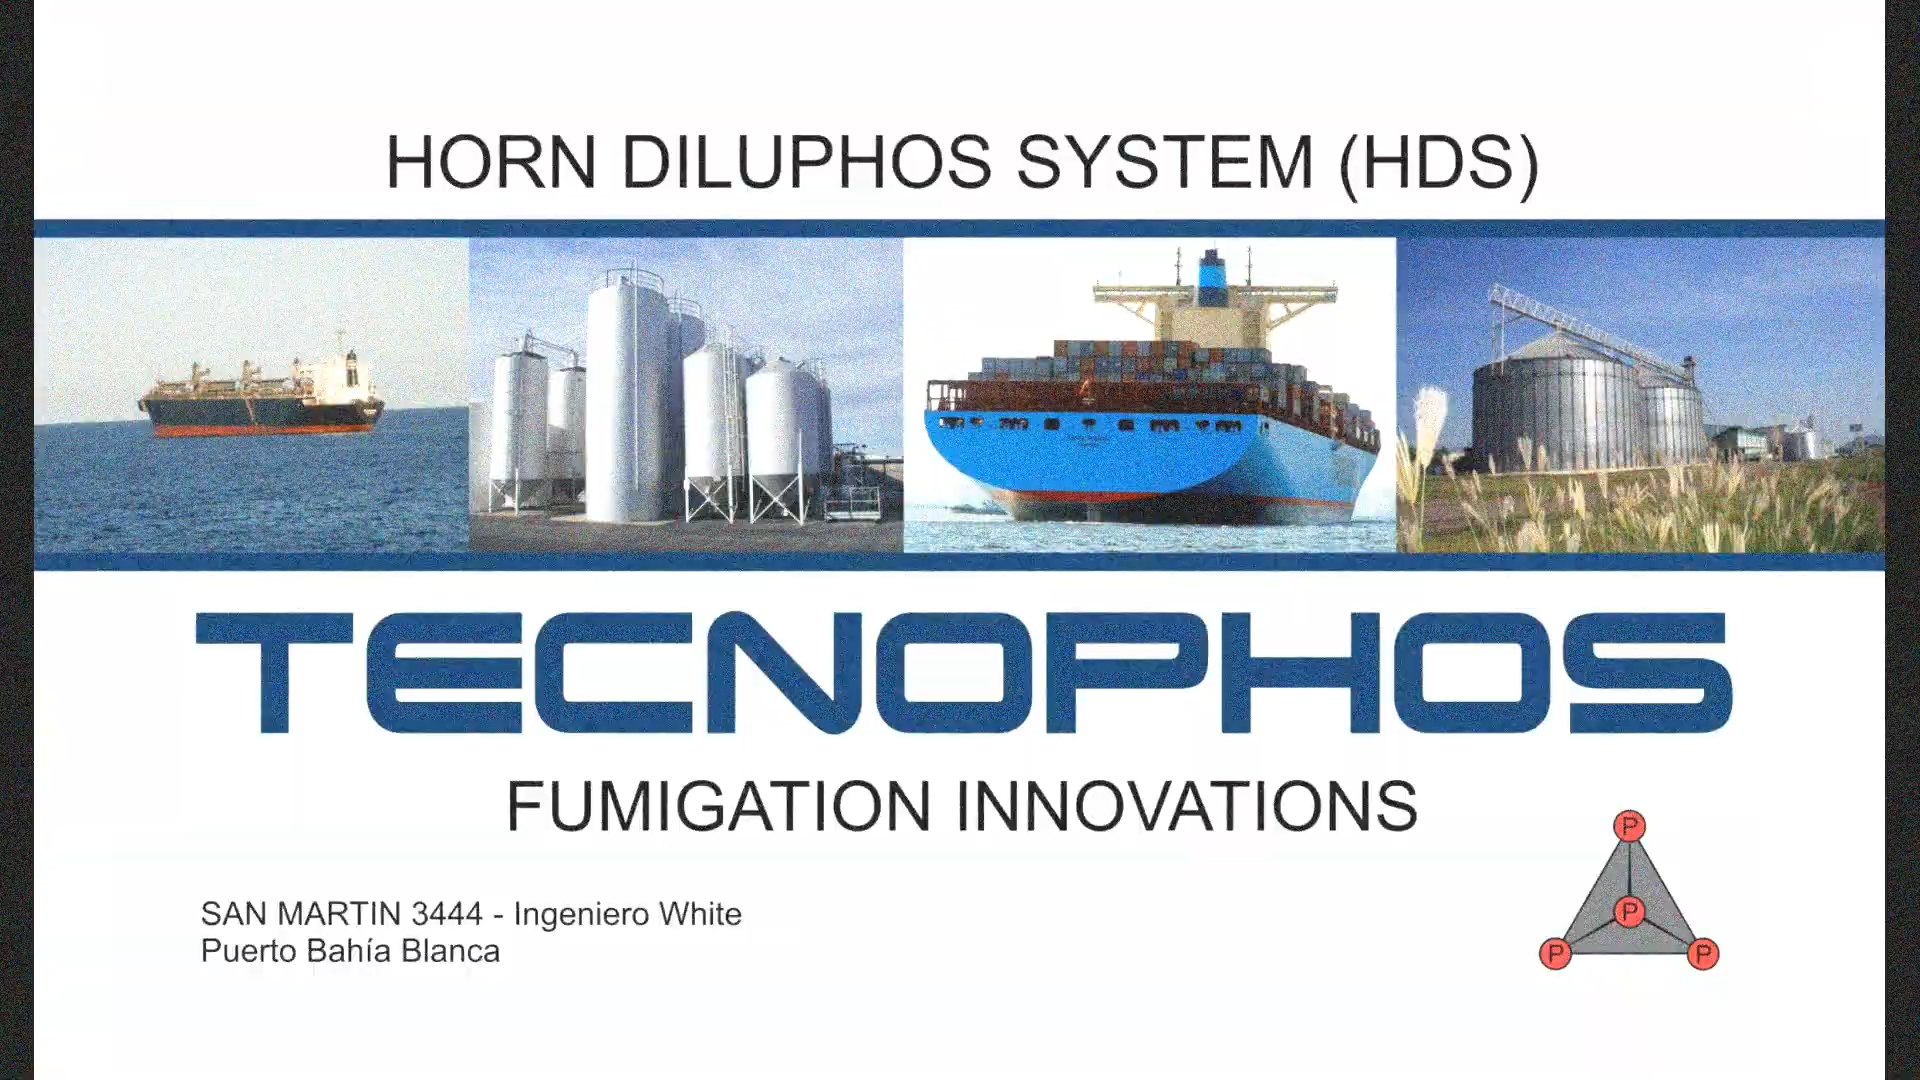 HORN DILUPHOS SYSTEM (HDS)
TECNOPHOS
FUMIGATION INNOVATIONS
SAN MARTIN 3444 - Ingeniero White
Puerto Bahía Blanca
P
P
P
P